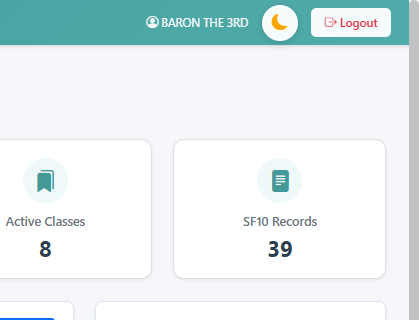 BARON THE 3RD
Logout
Active Classes
8
SF10 Records
39